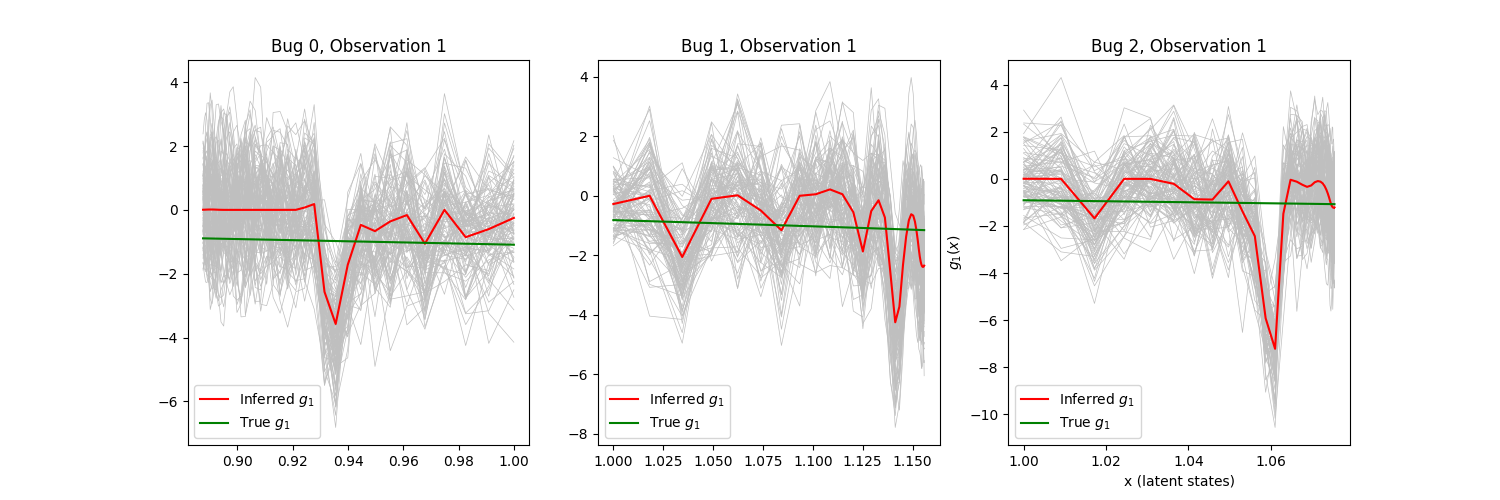 Bug 0, Observation 1
4
2
0
−2
−4
−6
0.90 0.92 0.94 0.96 0.98 1.00
Inferred g₁
True g₁
Bug 1, Observation 1
4
2
0
−2
−4
−6
−8
1.000 1.025 1.050 1.075 1.100 1.125 1.150
Inferred g₁
True g₁
Bug 2, Observation 1
g₁(x)
4
2
0
−2
−4
−6
−8
−10
1.00 1.02 1.04 1.06
x (latent states)
Inferred g₁
True g₁